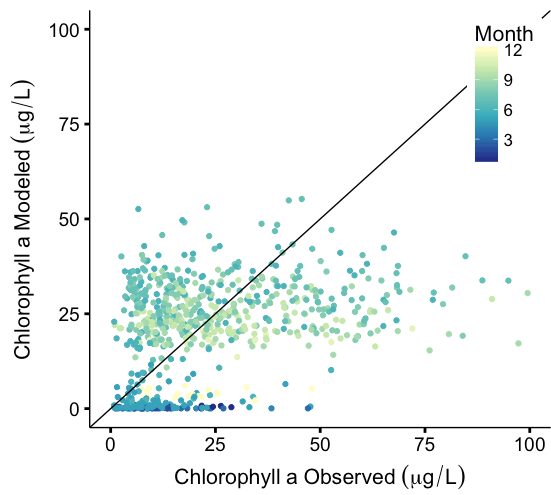 Month
12
9
6
3
100
75
50
25
0
Chlorophyll a Modeled (μg/L)
0 25 50 75 100
Chlorophyll a Observed (μg/L)